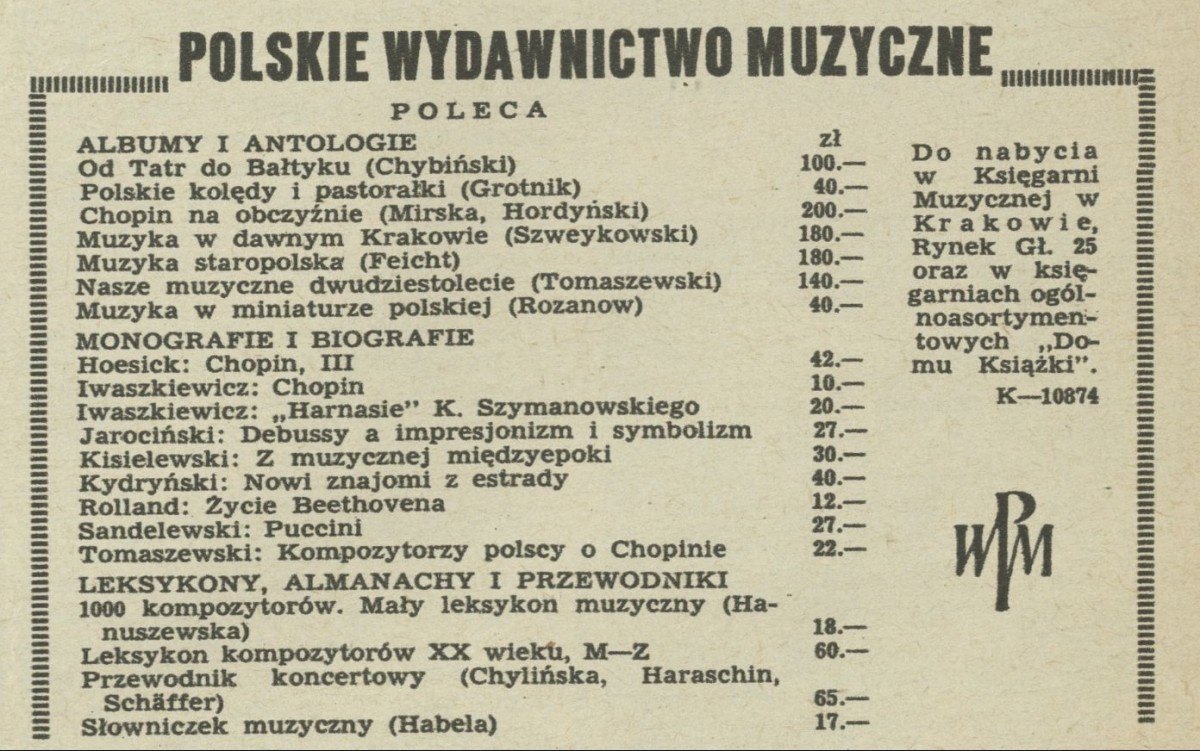 POLSKIE WYDAWNICTWO MUZYCZNE
POLECA
ALBUMY I ANTOLOGIE zł
Od Tatr do Bałtyku (Chybiński) 100.—
Polskie kolędy i pastorałki (Grotnik) 40.—
Chopin na obczyźnie (Mirska, Hordyński) 200.—
Muzyka w dawnym Krakowie (Szweykowski) 180.—
Muzyka staropolska (Feicht) 180.—
Nasze muzyczne dwudziestolecie (Tomaszewski) 140.—
Muzyka w miniaturze polskiej (Rozanow) 40.—
MONOGRAFIE I BIOGRAFIE
Hoesick: Chopin, III 42.—
Iwaszkiewicz: Chopin 10.—
Iwaszkiewicz: „Harnasie” K. Szymanowskiego 20.—
Jarociński: Debussy a impresjonizm i symbolizm 27.—
Kisielewski: Z muzycznej międzyepoki 30.—
Kydryński: Nowi znajomi z estrady 40.—
Rolland: Życie Beethovena 12.—
Sandelewski: Puccini 27.—
Tomaszewski: Kompozytorzy polscy o Chopinie 22.—
LEKSYKONY, ALMANACHY I PRZEWODNIKI
1000 kompozytorów. Mały leksykon muzyczny (Ha-
nuszewska) 18.—
Leksykon kompozytorów XX wieku, M—Z 60.—
Przewodnik koncertowy (Chylińska, Haraschin,
Schäffer) 65.—
Słowniczek muzyczny (Habela) 17.—
Do nabycia
w Księgarni
Muzycznej w
Krakowie,
Rynek Gł. 25
oraz w księ-
garniach ogól-
noasortymen-
towych „Do-
mu Książki”.
K—10874
PWM